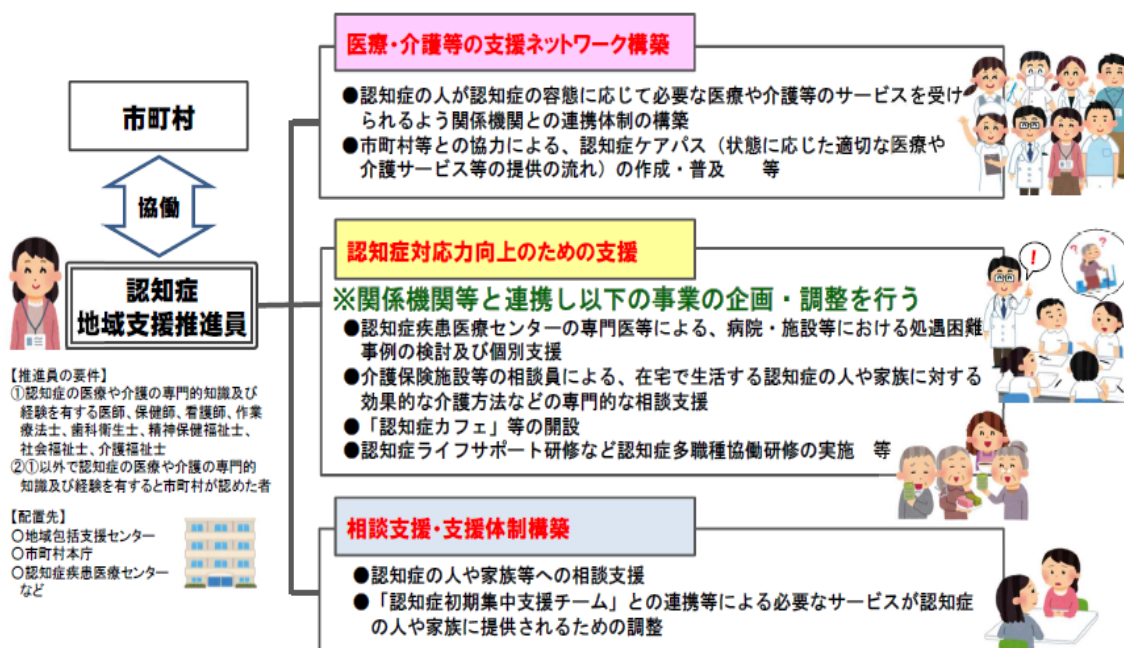 市町村
協働
認知症
地域支援推進員
【推進員の要件】
①認知症の医療や介護の専門的知識及び
経験を有する医師、保健師、看護師、作業
療法士、歯科衛生士、精神保健福祉士、
社会福祉士、介護福祉士
②①以外で認知症の医療や介護の専門的
知識及び経験を有すると市町村が認めた者
【配置先】
○地域包括支援センター
○市町村本庁
○認知症疾患医療センター
など
医療・介護等の支援ネットワーク構築
●認知症の人が認知症の容態に応じて必要な医療や介護等のサービスを受け
られるよう関係機関との連携体制の構築
●市町村等との協力による、認知症ケアパス（状態に応じた適切な医療や
介護サービス等の提供の流れ）の作成・普及　等
認知症対応力向上のための支援
※関係機関等と連携し以下の事業の企画・調整を行う
●認知症疾患医療センターの専門医等による、病院・施設等における処遇困難
事例の検討及び個別支援
●介護保険施設等の相談員による、在宅で生活する認知症の人や家族に対する
効果的な介護方法などの専門的な相談支援
●「認知症カフェ」等の開設
●認知症ライフサポート研修など認知症多職種協働研修の実施　等
!
? ?
相談支援・支援体制構築
●認知症の人や家族等への相談支援
●「認知症初期集中支援チーム」との連携等による必要なサービスが認知症
の人や家族に提供されるための調整